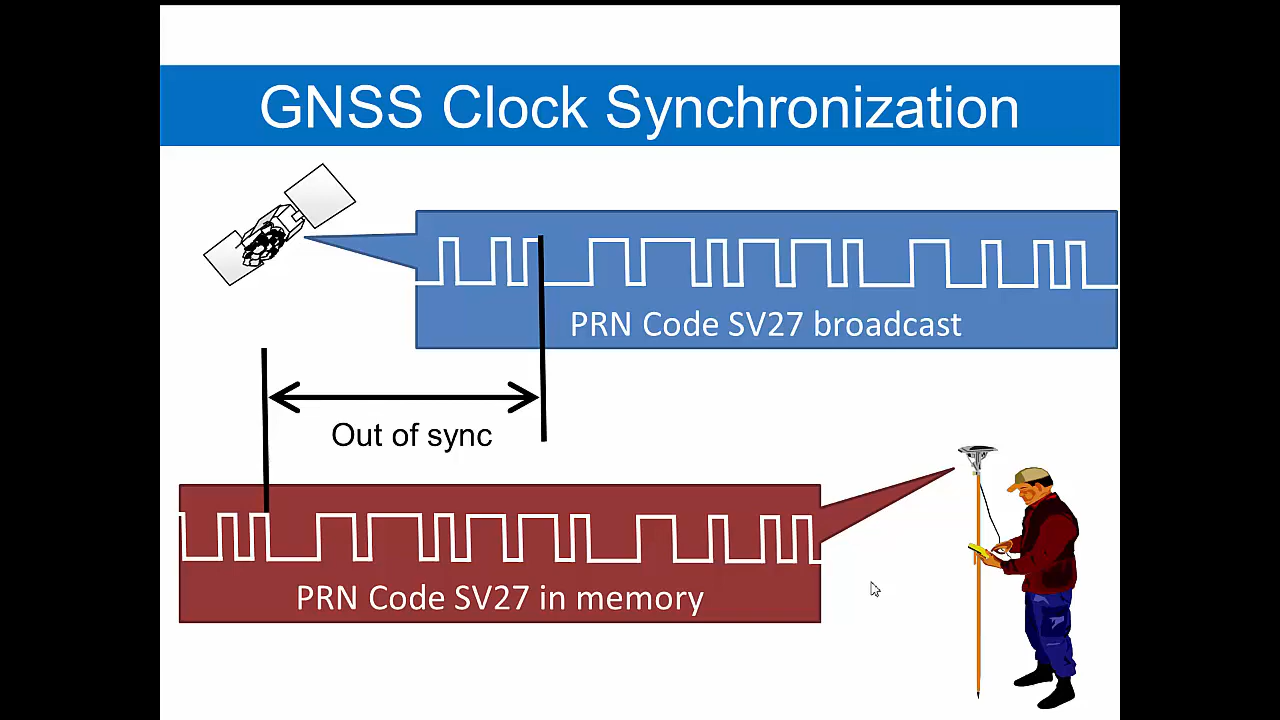 GNSS Clock Synchronization
PRN Code SV27 broadcast
Out of sync
PRN Code SV27 in memory